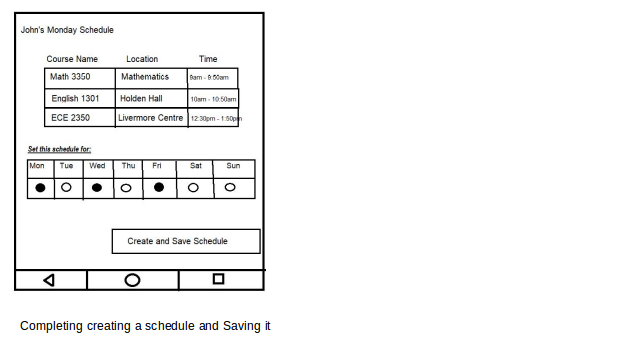 John's Monday Schedule
Course Name Location Time
Math 3350 Mathematics 9am - 9:50am
English 1301 Holden Hall 10am - 10:50am
ECE 2350 Livermore Centre 12:30pm - 1:50pm
Set this schedule for:
Mon Tue Wed Thu Fri Sat Sun
Create and Save Schedule
Completing creating a schedule and Saving it